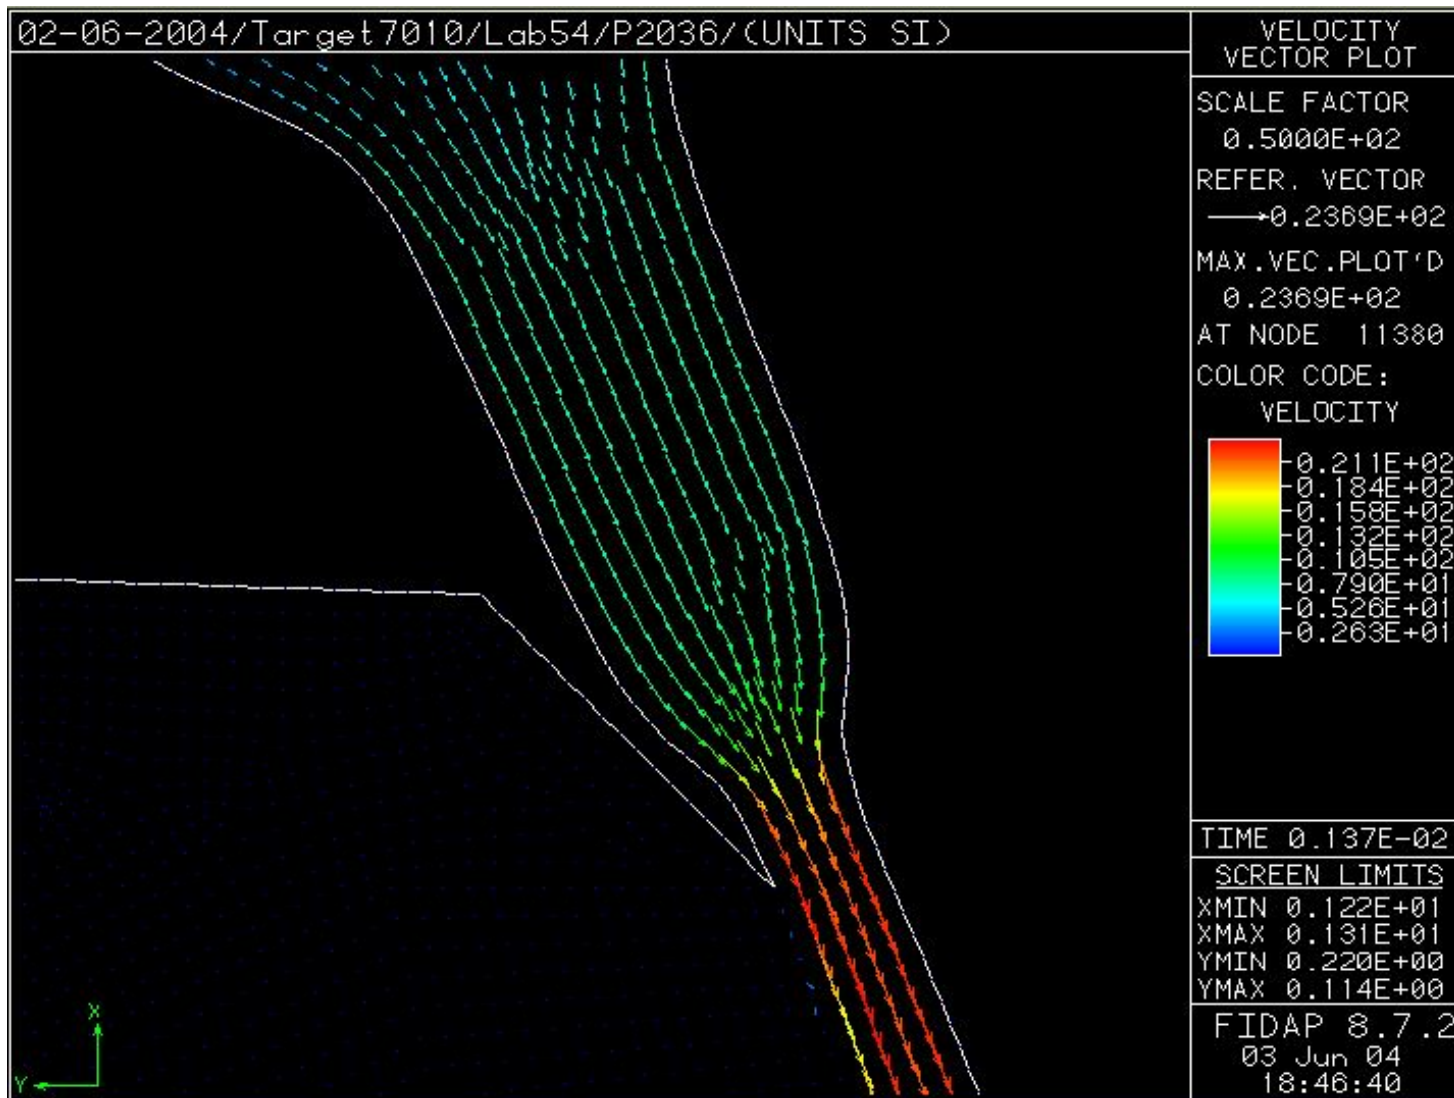 02-06-2004/Target7010/Lab54/P2036/(UNITS SI)
VELOCITY
VECTOR PLOT
SCALE FACTOR
0.5000E+02
REFER. VECTOR
0.2369E+02
MAX.VEC.PLOT'D
0.2369E+02
AT NODE 11380
COLOR CODE:
VELOCITY
0.211E+02
0.184E+02
0.158E+02
0.132E+02
0.105E+02
0.790E+01
0.526E+01
0.263E+01
TIME 0.137E-02
SCREEN LIMITS
XMIN 0.122E+01
XMAX 0.131E+01
YMIN 0.220E+00
YMAX 0.114E+00
FIDAP 8.7.2
03 Jun 04
18:46:40
X
Y